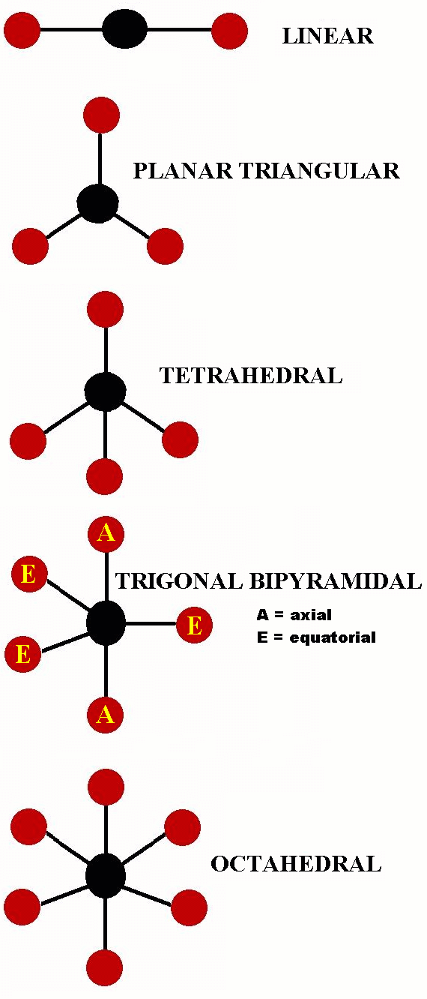 LINEAR
PLANAR TRIANGULAR
TETRAHEDRAL
A
E
TRIGONAL BIPYRAMIDAL
A = axial
E
E = equatorial
E
A
OCTAHEDRAL